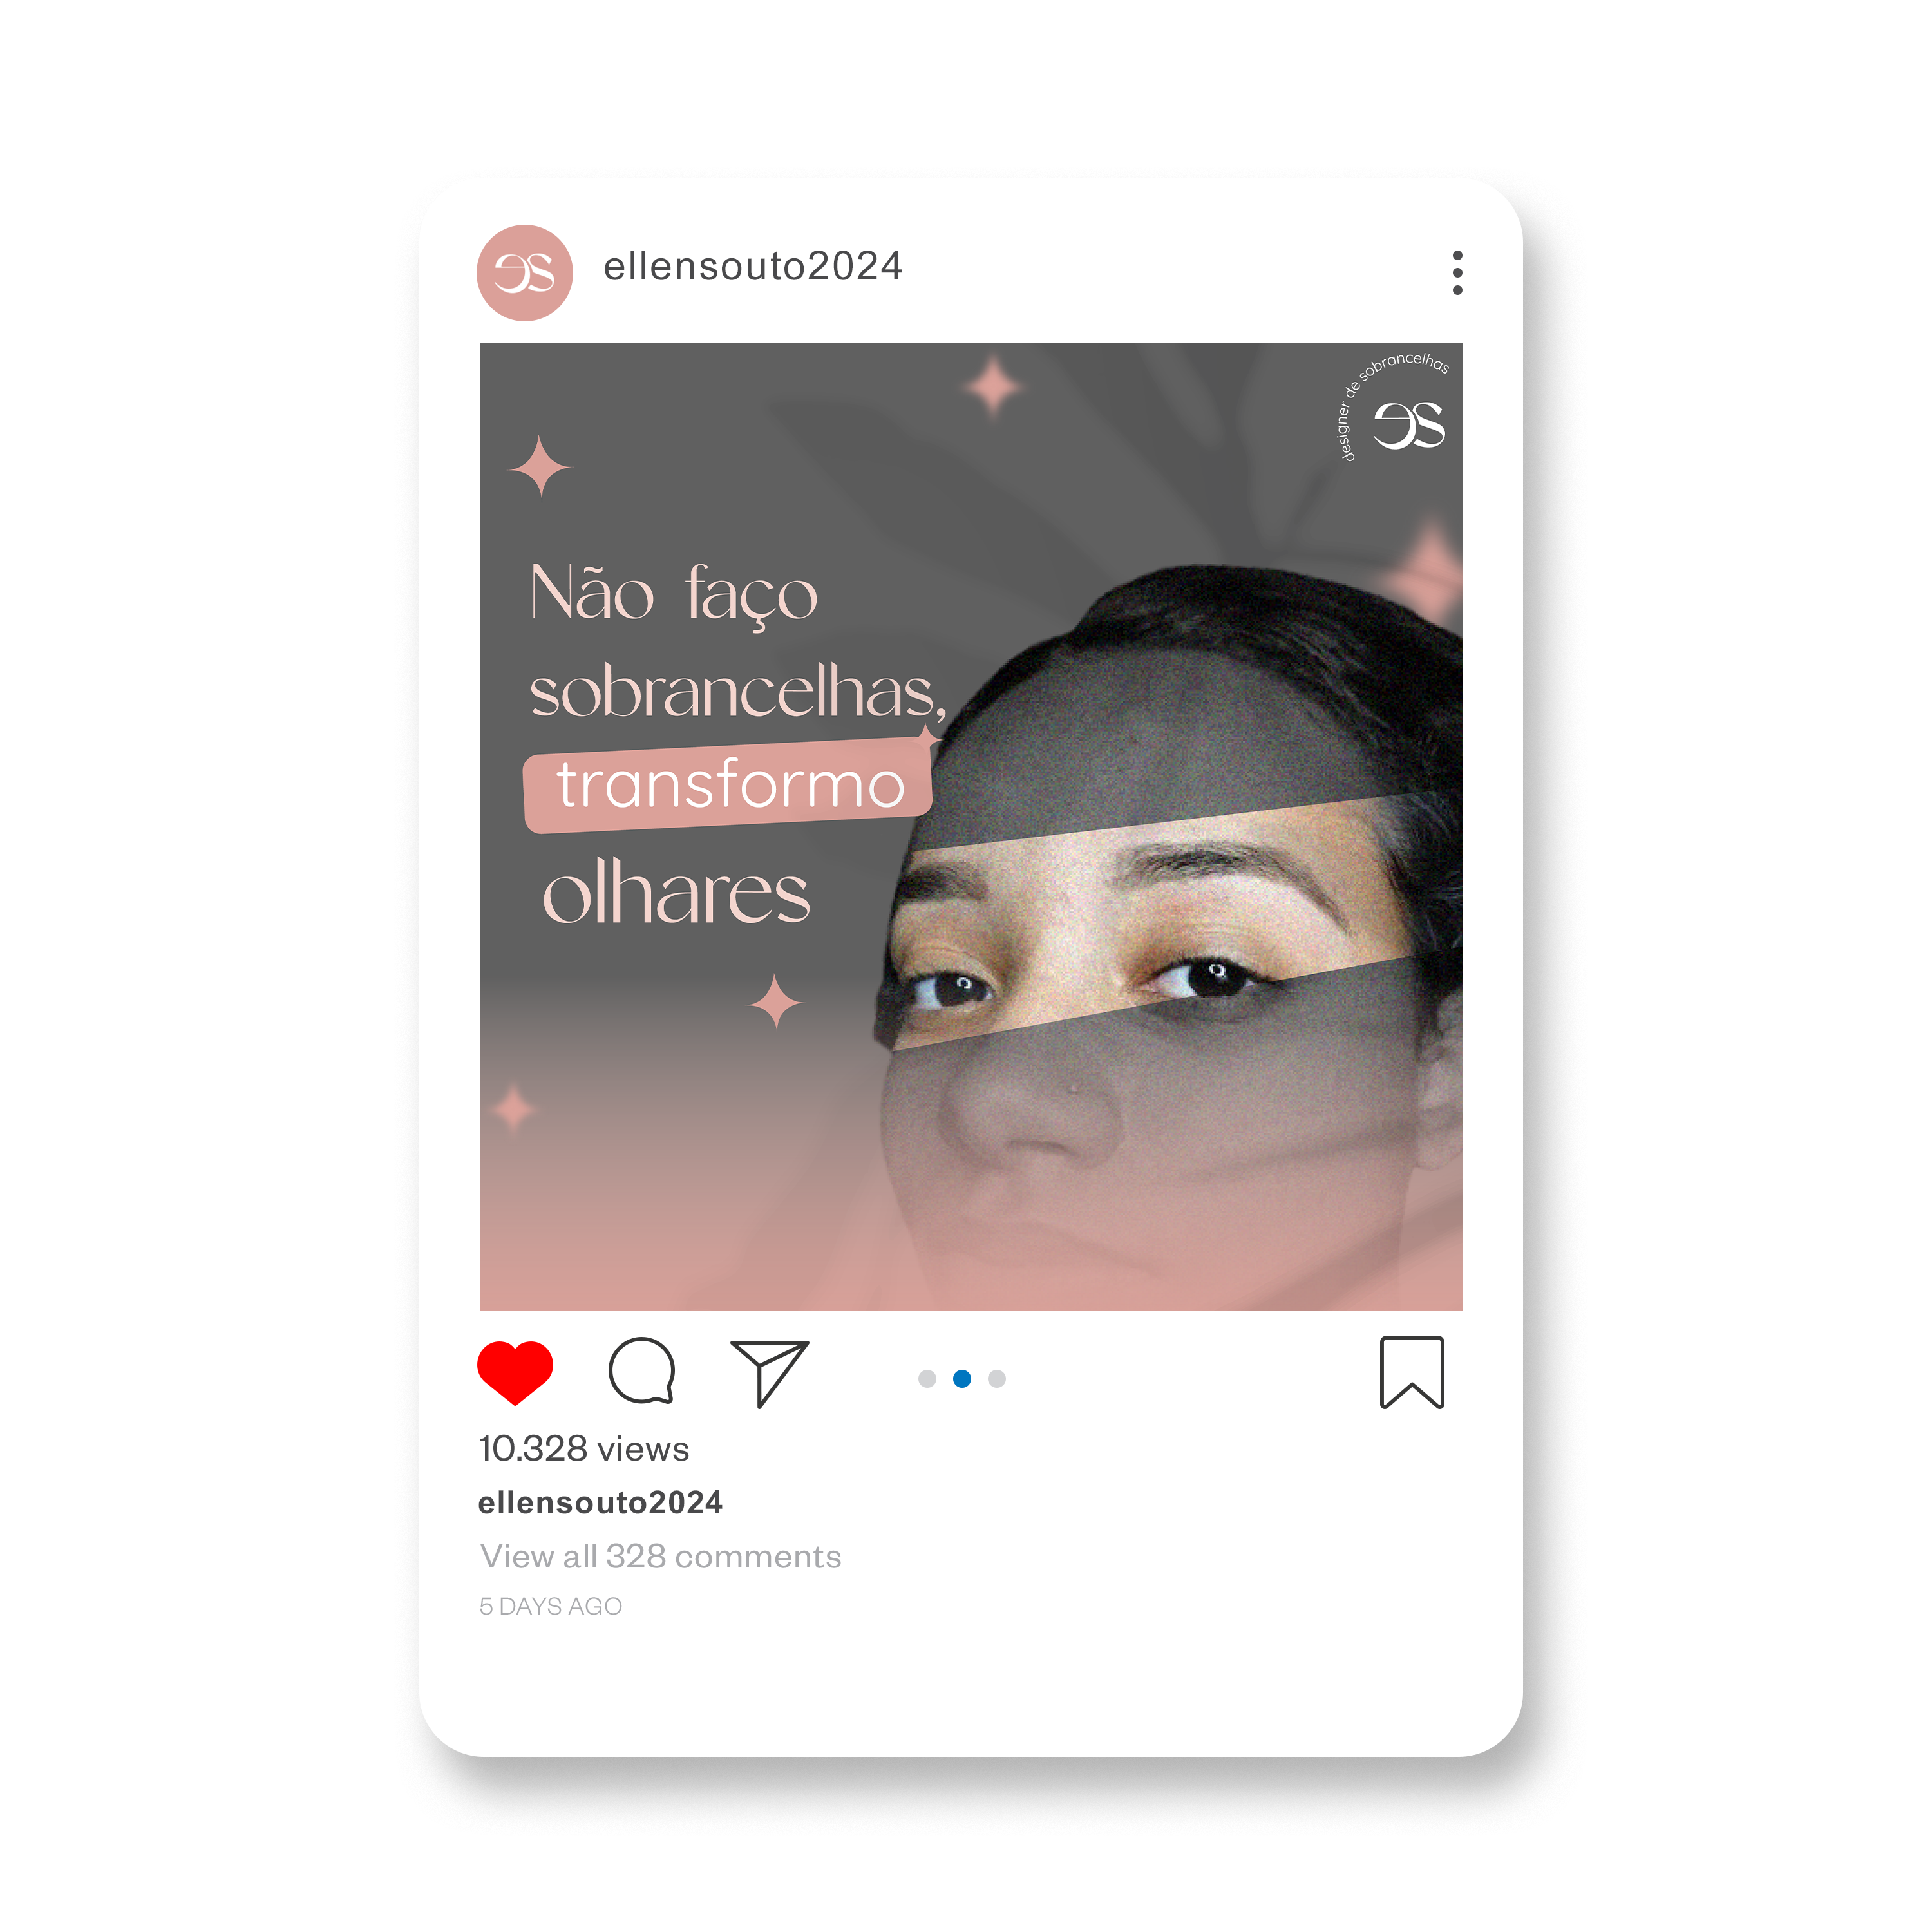 ES
ellensouto2024
designer de sobrancelhas
ES
Não faço
sobrancelhas,
transformo
olhares
10.328 views
ellensouto2024
View all 328 comments
5 DAYS AGO